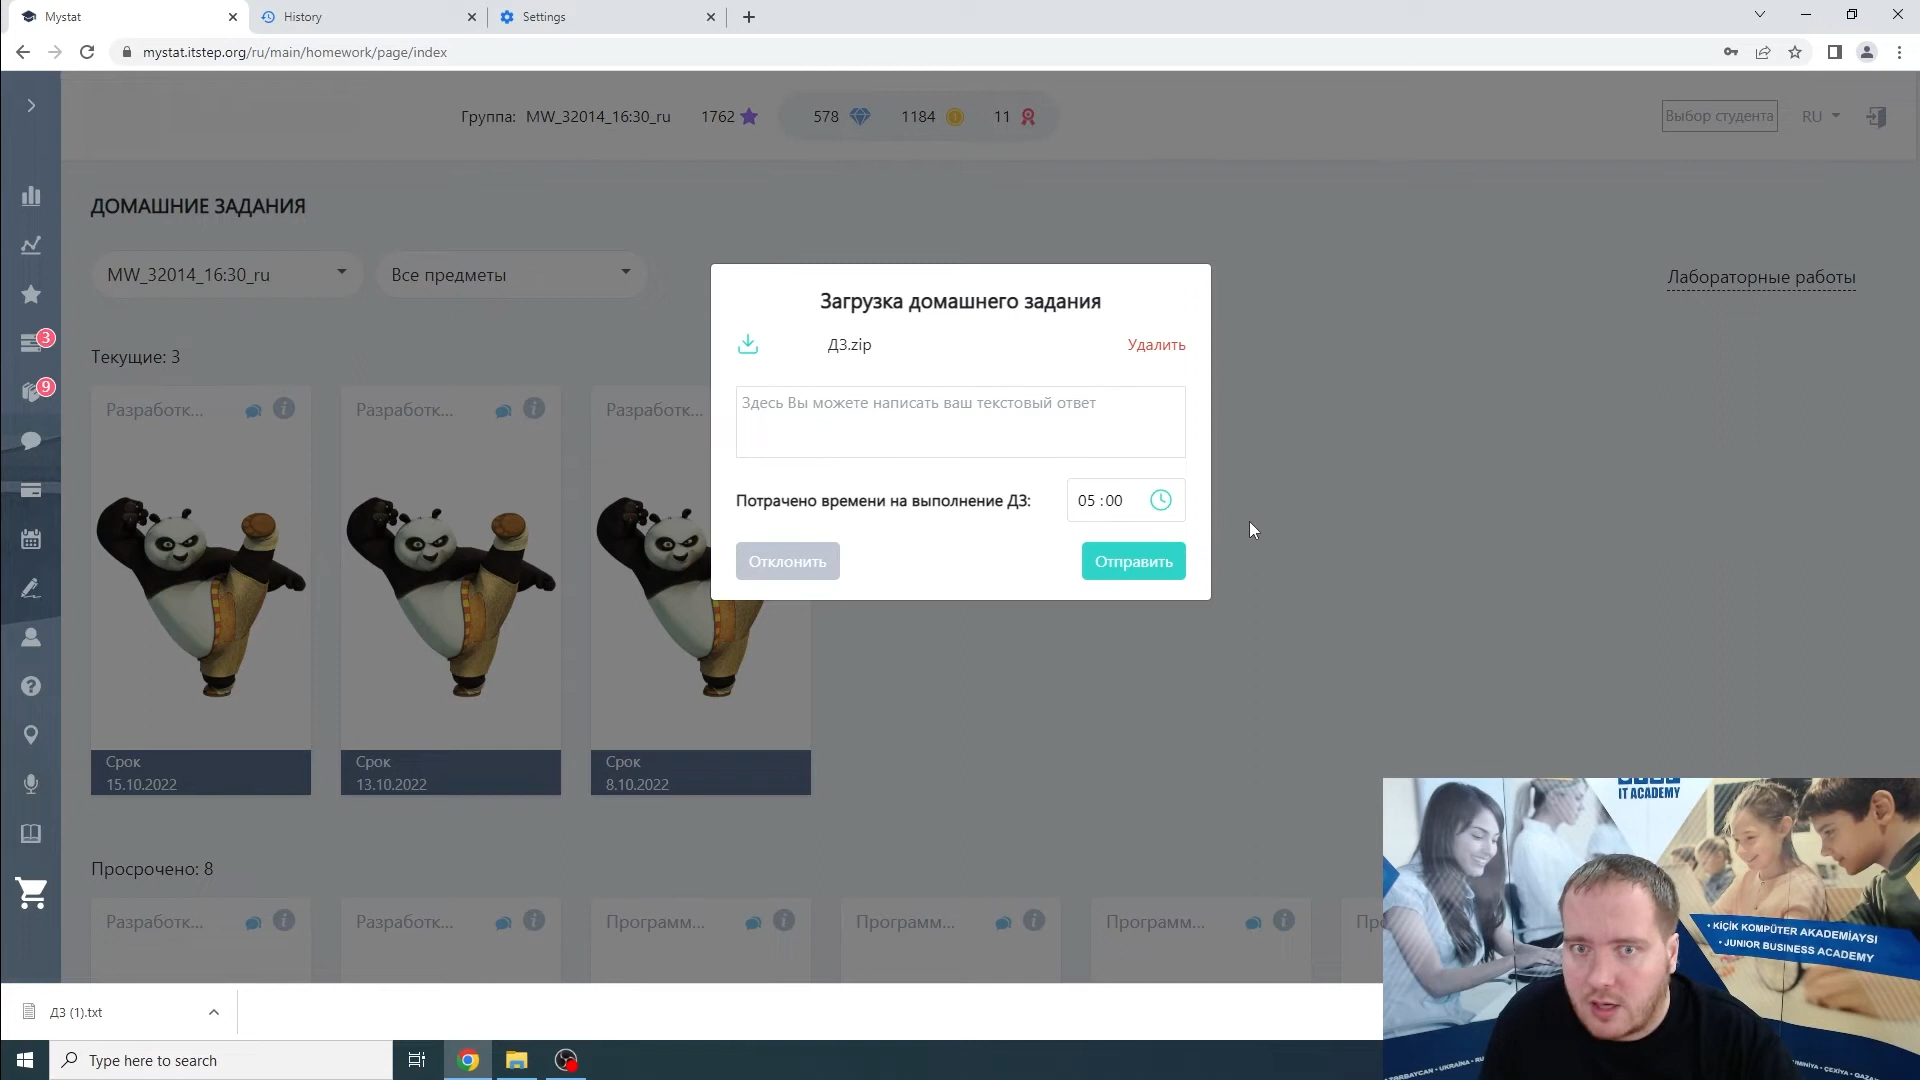 Mystat
History
Settings
mystat.itstep.org/ru/main/homework/page/index
Группа: MW_32014_16:30_ru
1762
578
1184
11
Выбор студента
RU
ДОМАШНИЕ ЗАДАНИЯ
MW_32014_16:30_ru
Все предметы
Лабораторные работы
3
9
Загрузка домашнего задания
ДЗ.zip
Удалить
Здесь Вы можете написать ваш текстовый ответ
Потрачено времени на выполнение ДЗ:
05 : 00
Отклонить
Отправить
Текущие: 3
Разработк...
Разработк...
Разработк...
Срок
15.10.2022
Срок
13.10.2022
Срок
8.10.2022
Просрочено: 8
Разработк...
Разработк...
Программ...
Программ...
Программ...
IT ACADEMY
• KİÇİK KOMPÜTER AKADEMİAYSI
• JUNIOR BUSINESS ACADEMY
ДЗ (1).txt
Type here to search